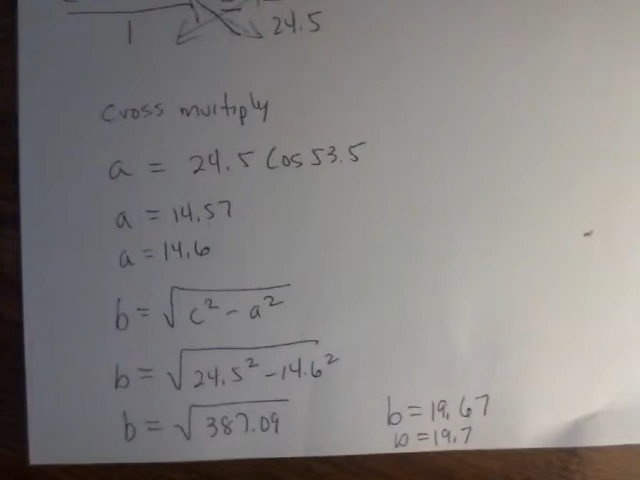 1
24.5
Cross multiply
a = 24.5 Cos 53.5
a = 14.57
a = 14.6
b = √c² - a²
b = √24.5² - 14.6²
b = √387.09
b = 19.67
b = 19.7